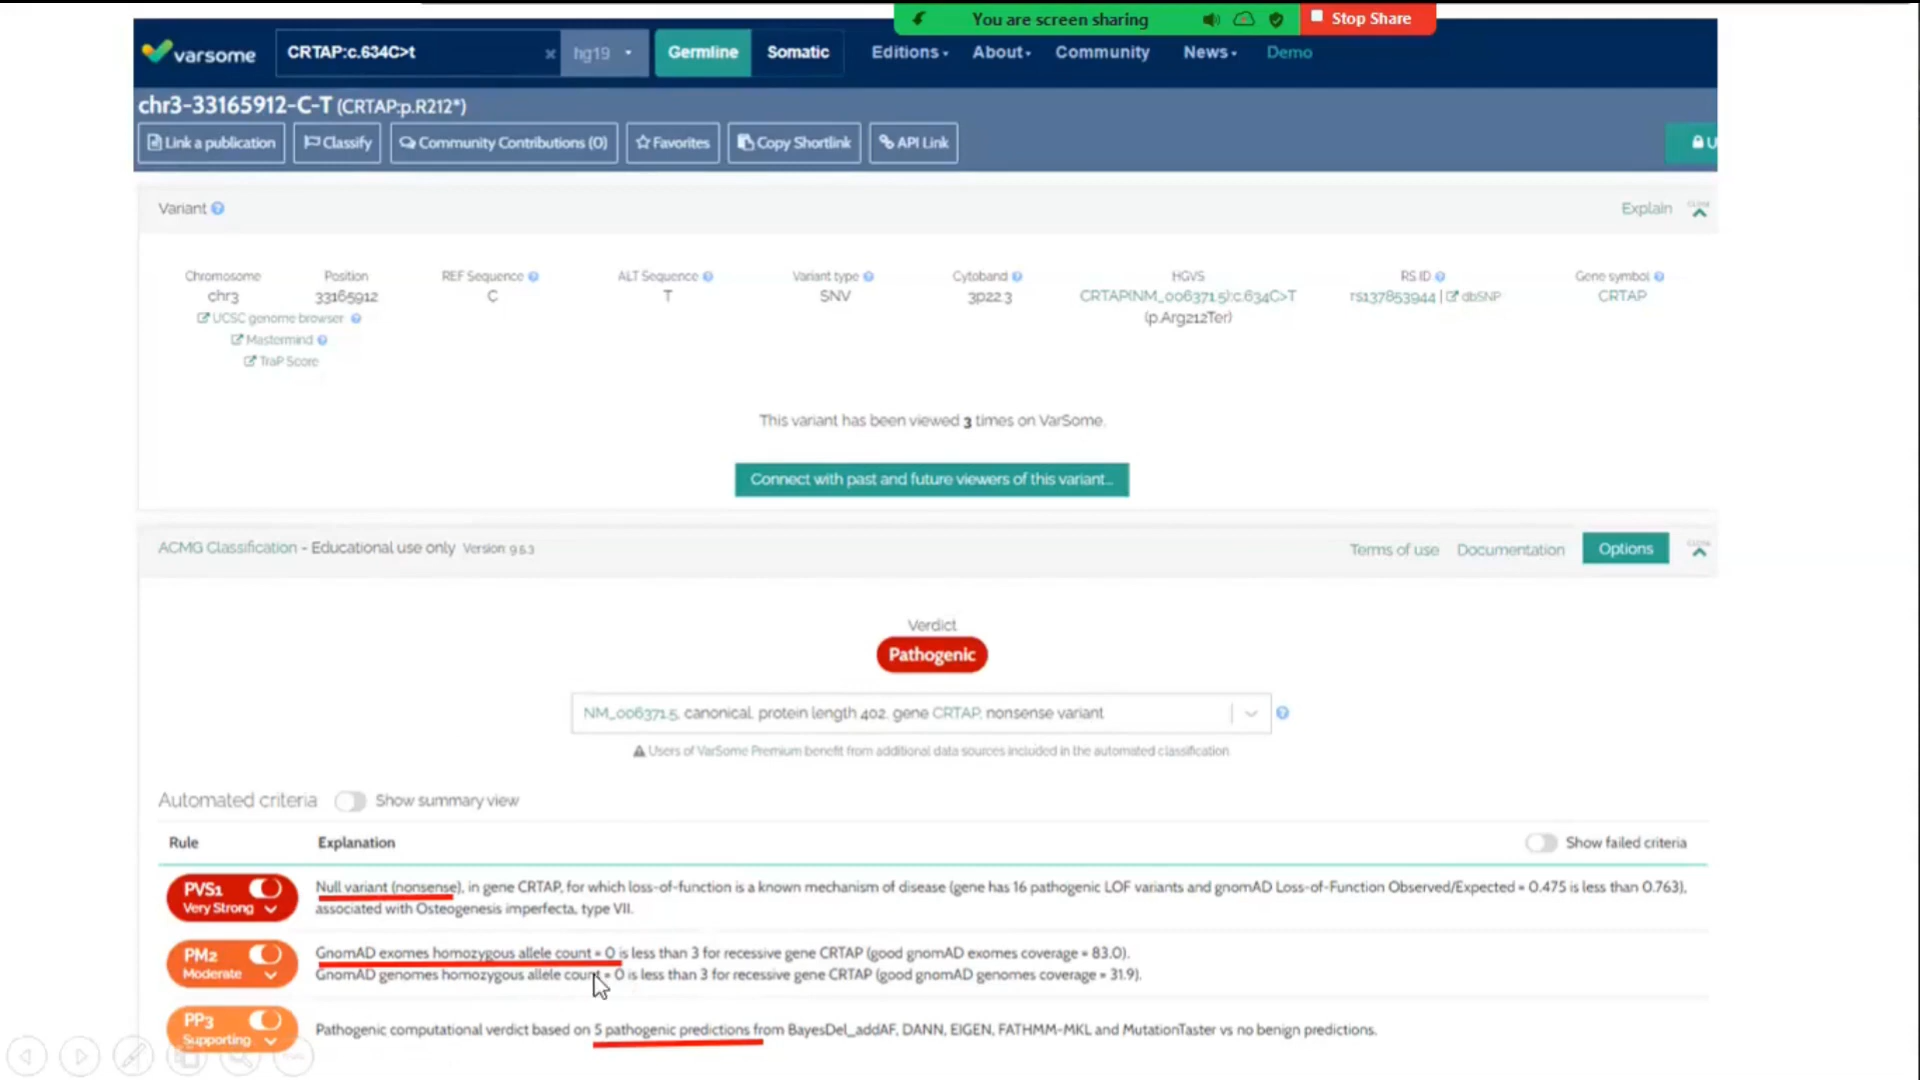 You are screen sharing Stop Share
varsome CRTAP:c.634C>t × hg19 Germline Somatic Editions About Community News Demo
chr3-33165912-C-T (CRTAP:p.R212*)
Link a publication Classify Community Contributions (0) Favorites Copy Shortlink API Link U
Variant Explain CLOSE
Chromosome Position REF Sequence ALT Sequence Variant type Cytoband HGVS RS ID Gene symbol
chr3 33165912 C T SNV 3p22.3 CRTAP(NM_006371.5):c.634C>T rs137853944 | dbSNP CRTAP
UCSC genome browser (p.Arg212Ter)
Mastermind
TraP Score
This variant has been viewed 3 times on VarSome.
Connect with past and future viewers of this variant...
ACMG Classification - Educational use only Version: 9.5.3 Terms of use Documentation Options CLOSE
Verdict
Pathogenic
NM_006371.5, canonical, protein length 402, gene CRTAP, nonsense variant
Users of VarSome Premium benefit from additional data sources included in the automated classification
Automated criteria Show summary view
Rule Explanation Show failed criteria
PVS1 Null variant (nonsense), in gene CRTAP, for which loss-of-function is a known mechanism of disease (gene has 16 pathogenic LOF variants and gnomAD Loss-of-Function Observed/Expected = 0.475 is less than 0.763),
Very Strong associated with Osteogenesis imperfecta, type VII.
PM2 GnomAD exomes homozygous allele count = 0 is less than 3 for recessive gene CRTAP (good gnomAD exomes coverage = 83.0).
Moderate GnomAD genomes homozygous allele count = 0 is less than 3 for recessive gene CRTAP (good gnomAD genomes coverage = 31.9).
PP3 Pathogenic computational verdict based on 5 pathogenic predictions from BayesDel_addAF, DANN, EIGEN, FATHMM-MKL and MutationTaster vs no benign predictions.
Supporting